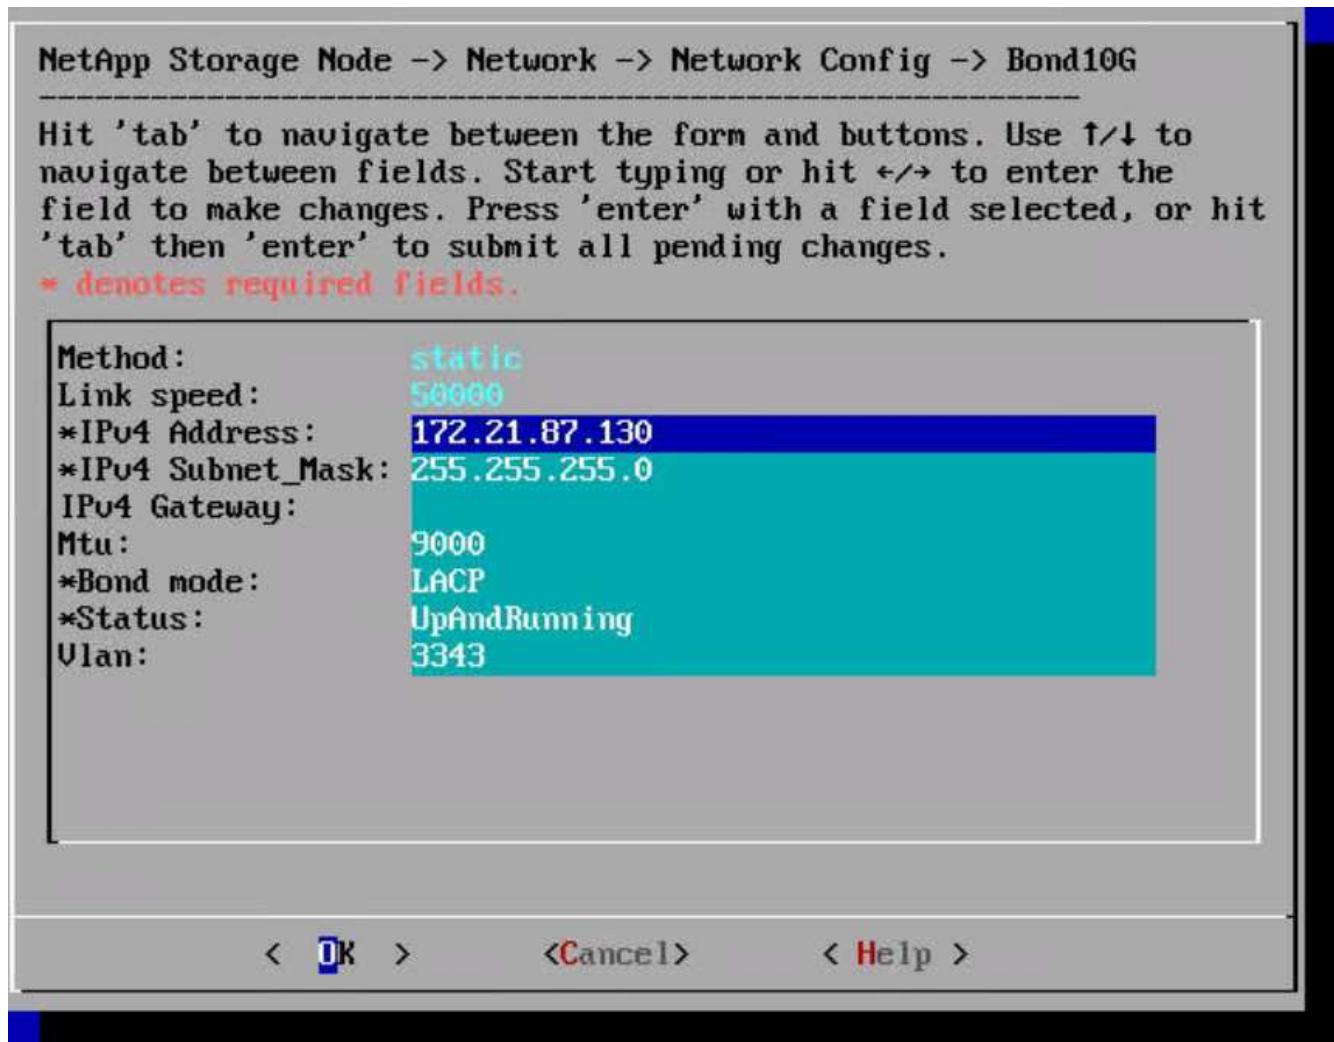 NetApp Storage Node -> Network -> Network Config -> Bond10G
Hit 'tab' to navigate between the form and buttons. Use ↑/↓ to
navigate between fields. Start typing or hit ←/→ to enter the
field to make changes. Press 'enter' with a field selected, or hit
'tab' then 'enter' to submit all pending changes.
* denotes required fields.
Method: static
Link speed: 50000
*IPv4 Address: 172.21.87.130
*IPv4 Subnet_Mask: 255.255.255.0
IPv4 Gateway:
Mtu: 9000
*Bond mode: LACP
*Status: UpAndRunning
Vlan: 3343
< OK > <Cancel> < Help >